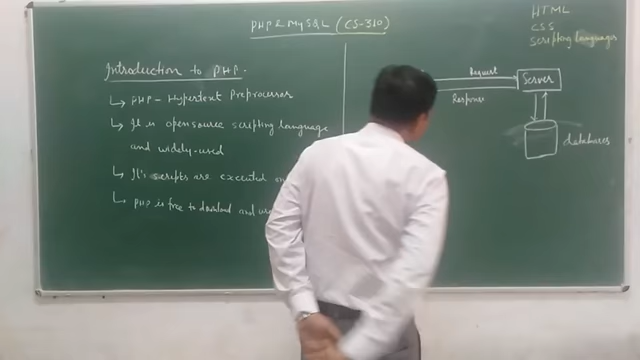 PHP & MySQL (CS-310)
HTML
CSS
Scripting languages
Introduction to PHP.
PHP - Hypertext Preprocessor
It is opensource scripting language
and widely-used
It's scripts are executed on
PHP is free to download and
Request
Response
Server
databases